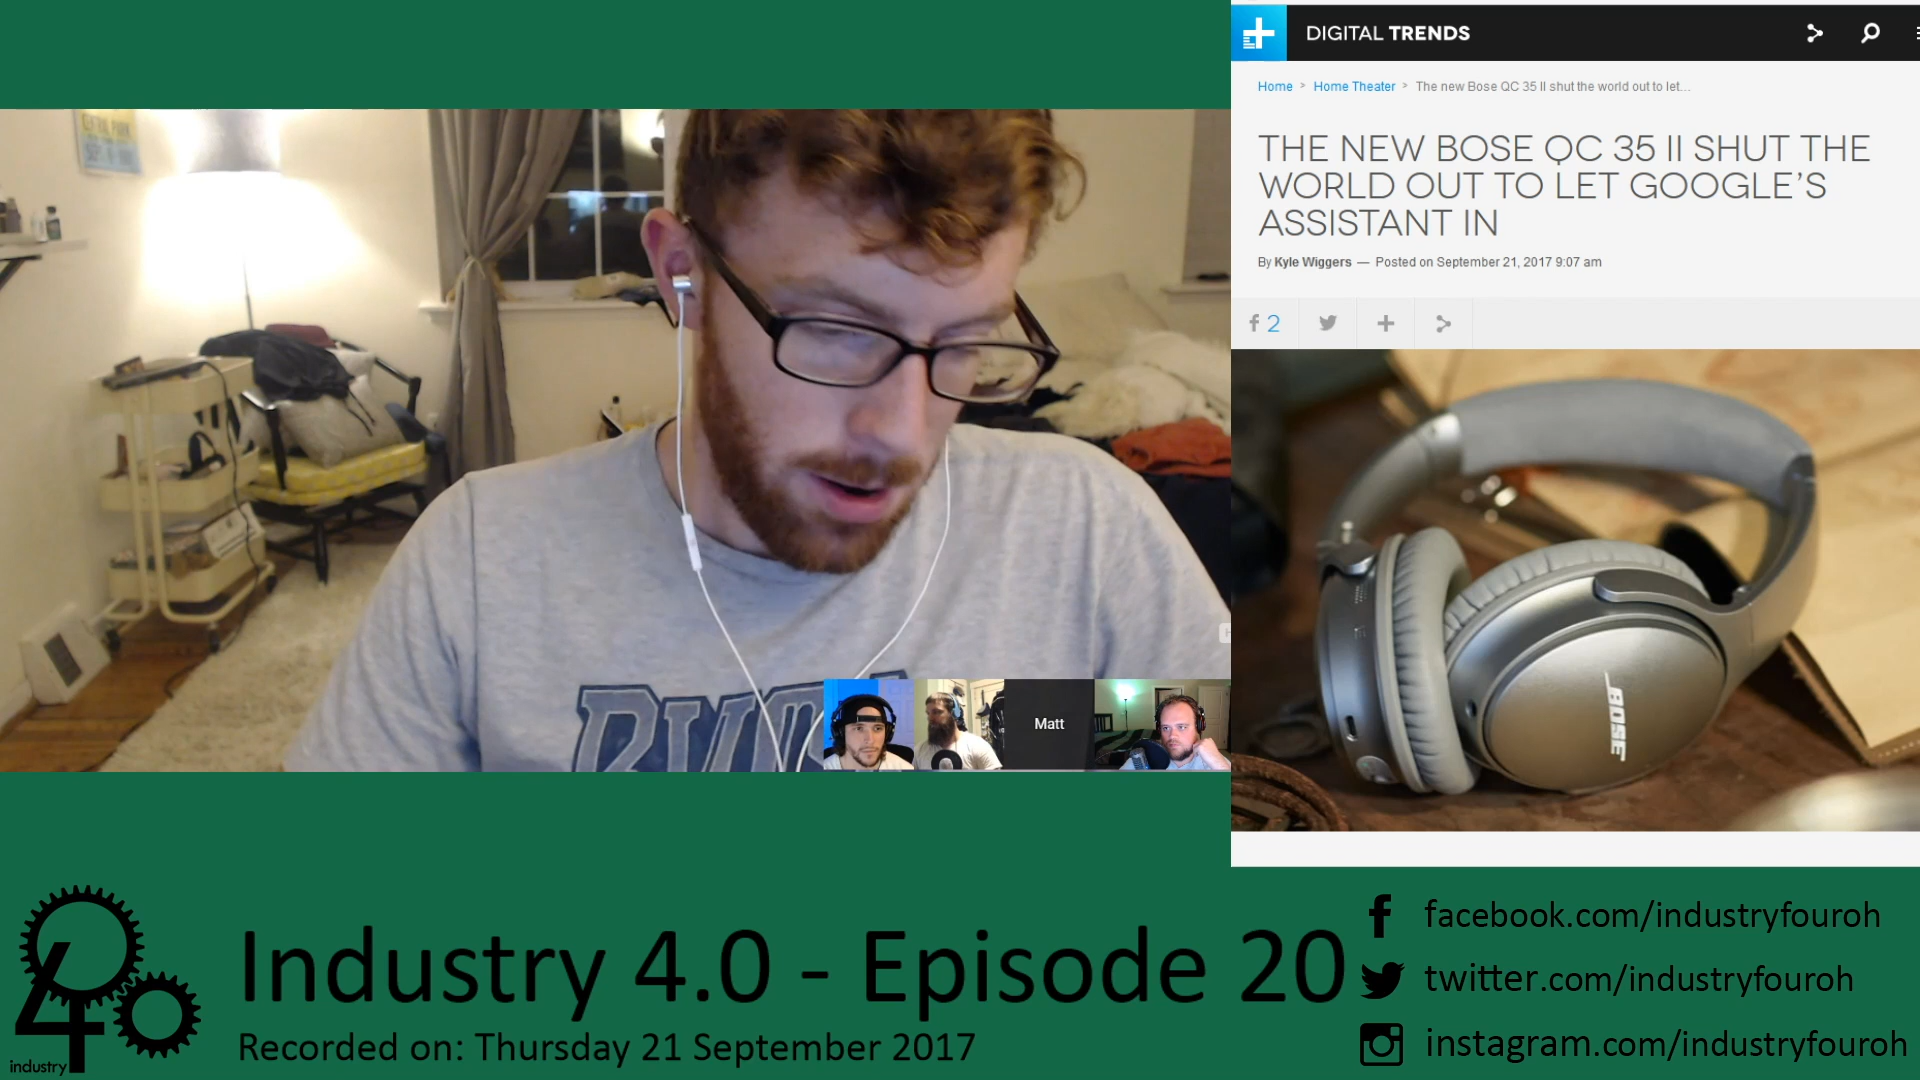 DIGITAL TRENDS
Home > Home Theater > The new Bose QC 35 II shut the world out to let...
THE NEW BOSE QC 35 II SHUT THE
WORLD OUT TO LET GOOGLE'S
ASSISTANT IN
By Kyle Wiggers — Posted on September 21, 2017 9:07 am
2
BOSE
Matt
Industry 4.0 - Episode 20
Recorded on: Thursday 21 September 2017
4.0
industry
facebook.com/industryfouroh
twitter.com/industryfouroh
instagram.com/industryfouroh